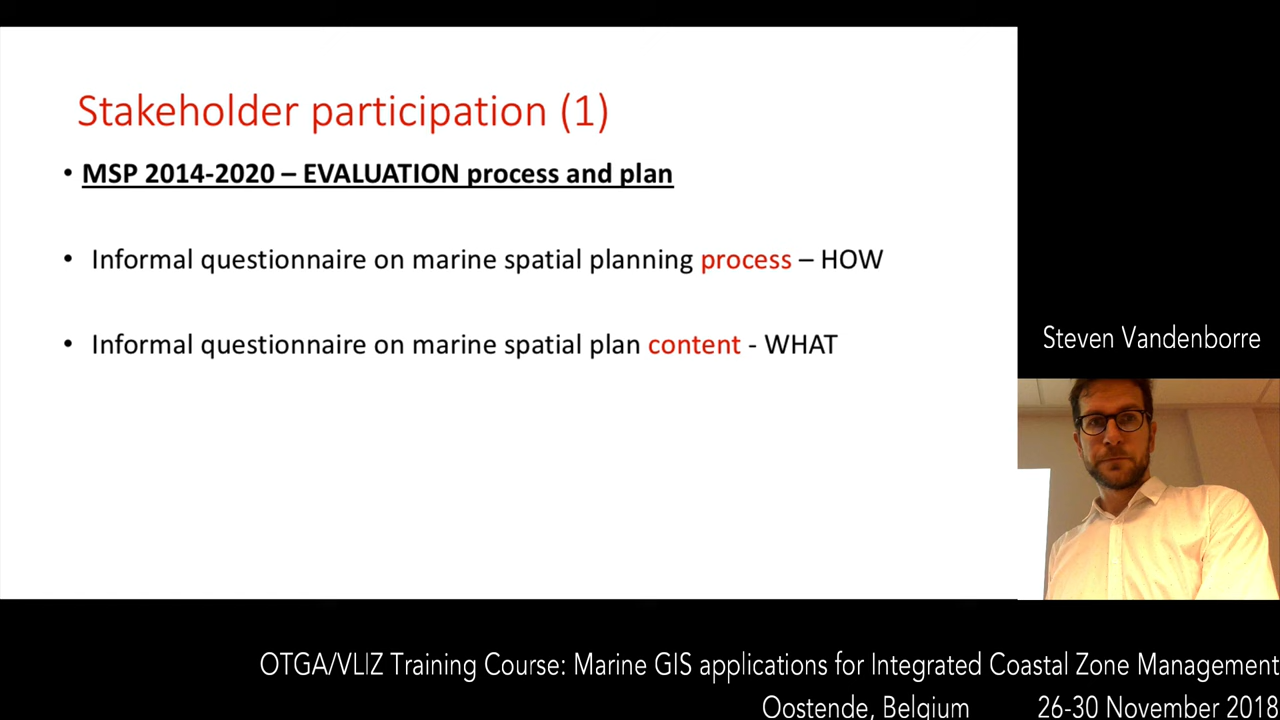 Stakeholder participation (1)
• MSP 2014-2020 – EVALUATION process and plan
• Informal questionnaire on marine spatial planning process – HOW
• Informal questionnaire on marine spatial plan content - WHAT
Steven Vandenborre
OTGA/VLIZ Training Course: Marine GIS applications for Integrated Coastal Zone Management
Oostende, Belgium 26-30 November 2018